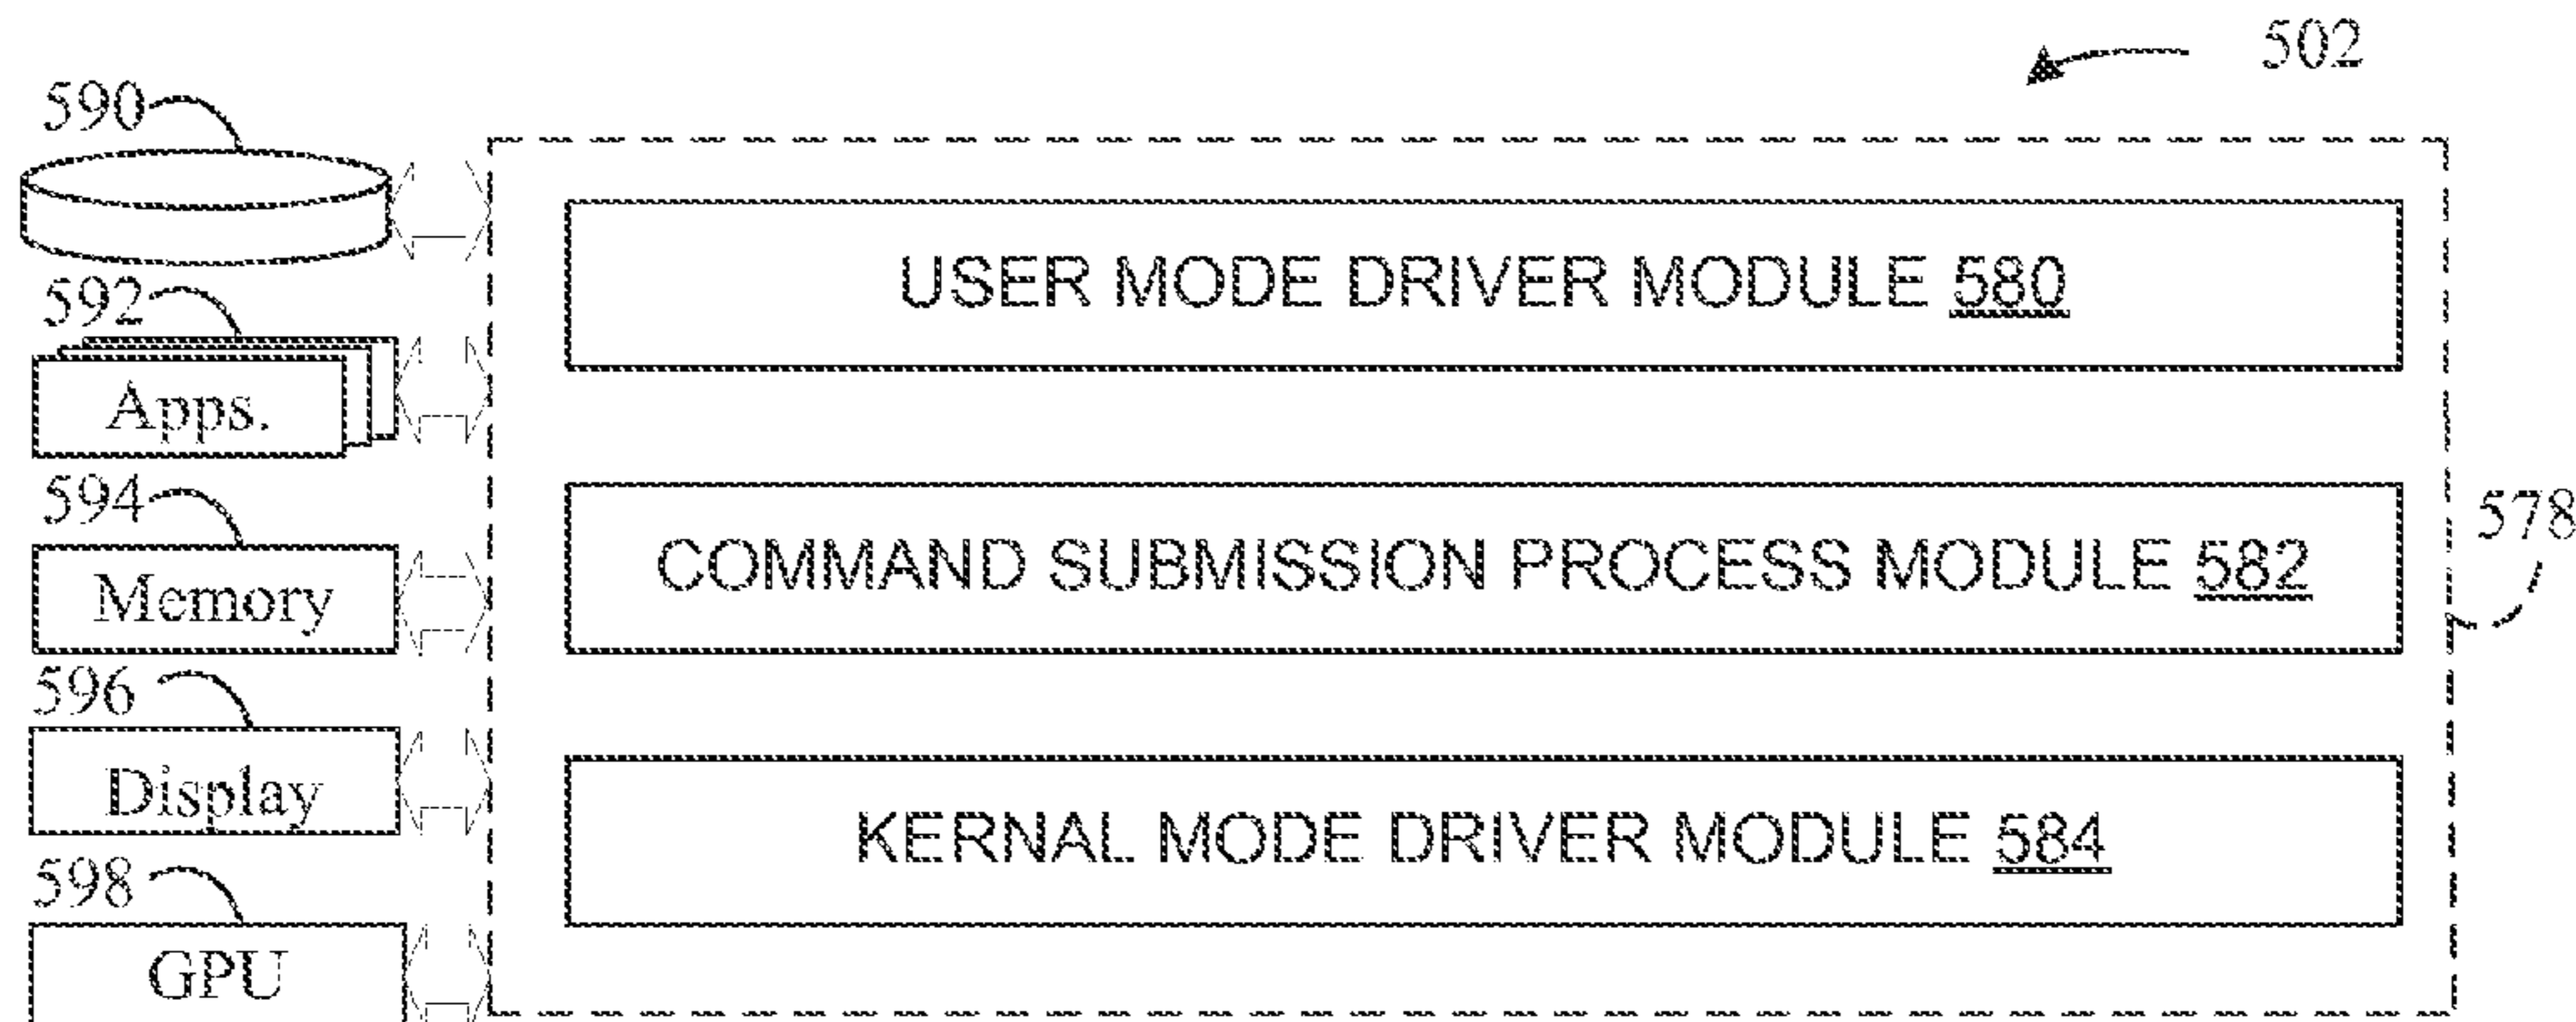 502
590
USER MODE DRIVER MODULE 580
592
Apps.
594
COMMAND SUBMISSION PROCESS MODULE 582
578
Memory
596
Display
KERNAL MODE DRIVER MODULE 584
598
GPU